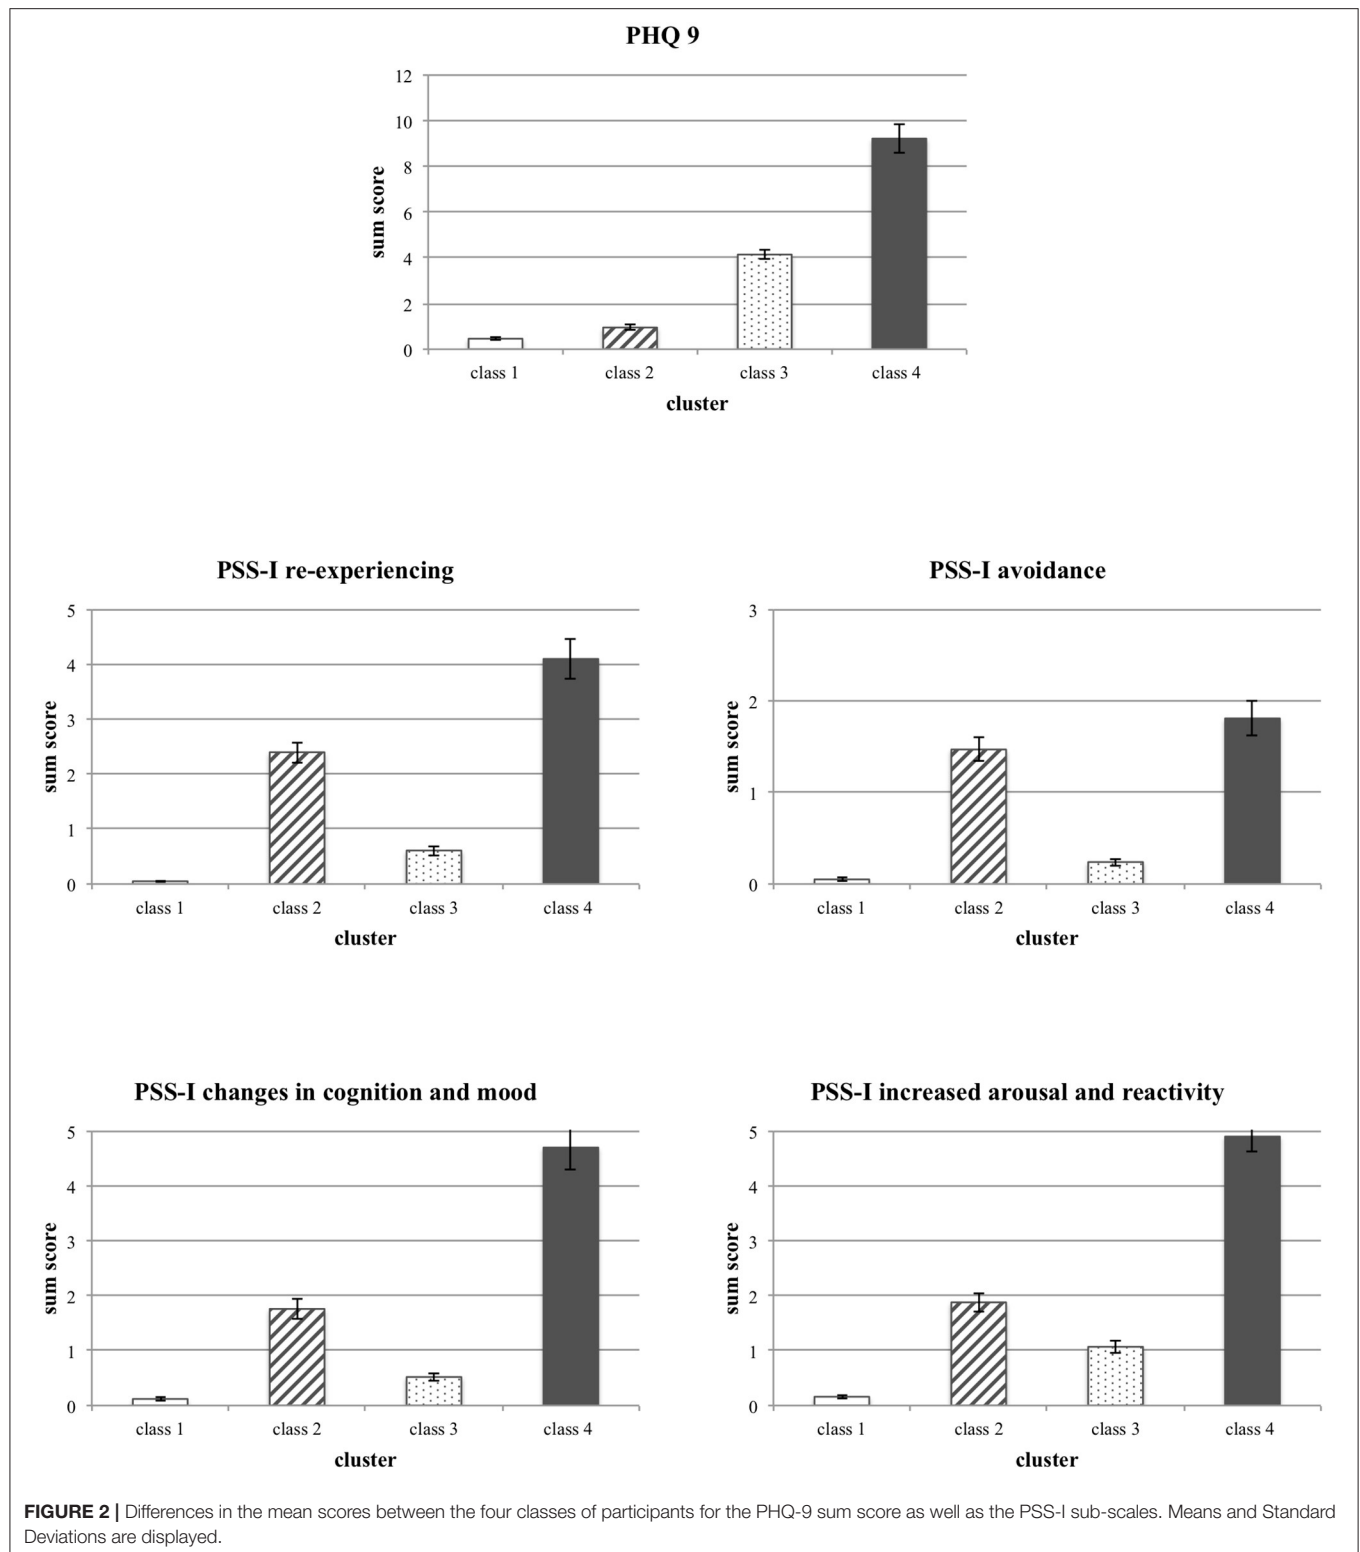 PHQ 9
12
10
8
6
4
2
0
sum score
class 1 class 2 class 3 class 4
cluster
PSS-I re-experiencing
5
4
3
2
1
0
sum score
class 1 class 2 class 3 class 4
cluster
PSS-I avoidance
3
2
1
0
sum score
class 1 class 2 class 3 class 4
cluster
PSS-I changes in cognition and mood
5
4
3
2
1
0
sum score
class 1 class 2 class 3 class 4
cluster
PSS-I increased arousal and reactivity
5
4
3
2
1
0
sum score
class 1 class 2 class 3 class 4
cluster
FIGURE 2 | Differences in the mean scores between the four classes of participants for the PHQ-9 sum score as well as the PSS-I sub-scales. Means and Standard
Deviations are displayed.